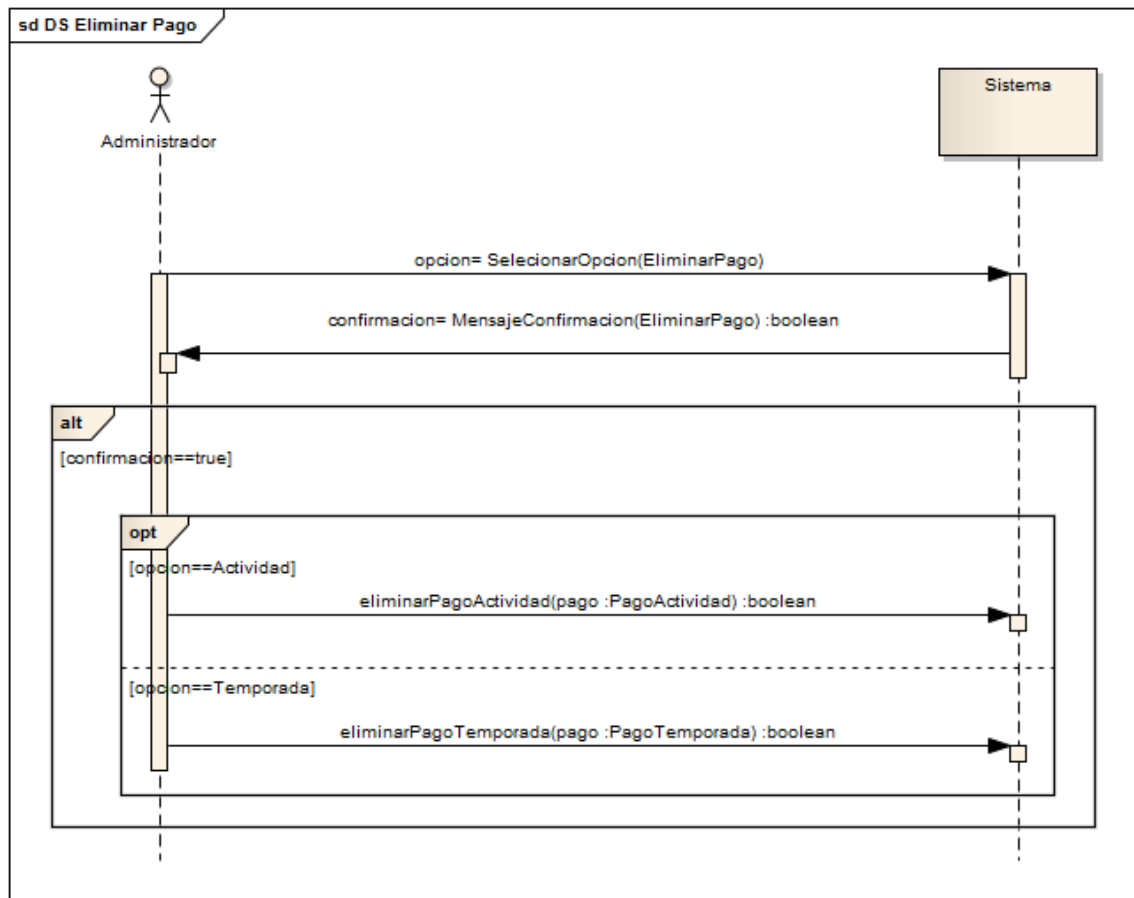 sd DS Eliminar Pago
Administrador
Sistema
opcion= SelecionarOpcion(EliminarPago)
confirmacion= MensajeConfirmacion(EliminarPago) :boolean
alt
[confirmacion==true]
opt
[opcion==Actividad]
eliminarPagoActividad(pago :PagoActividad) :boolean
[opcion==Temporada]
eliminarPagoTemporada(pago :PagoTemporada) :boolean